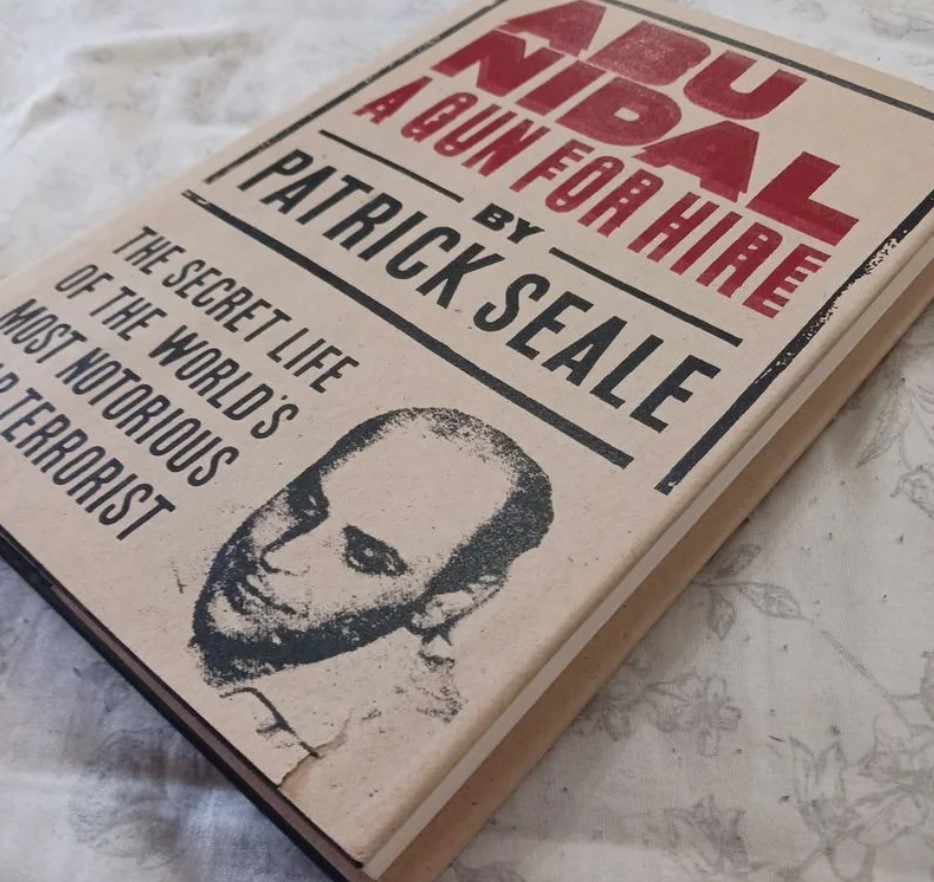 ABU
NIDAL
A GUN FOR HIRE
BY
PATRICK SEALE
THE SECRET LIFE
OF THE WORLD'S
MOST NOTORIOUS
TERRORIST